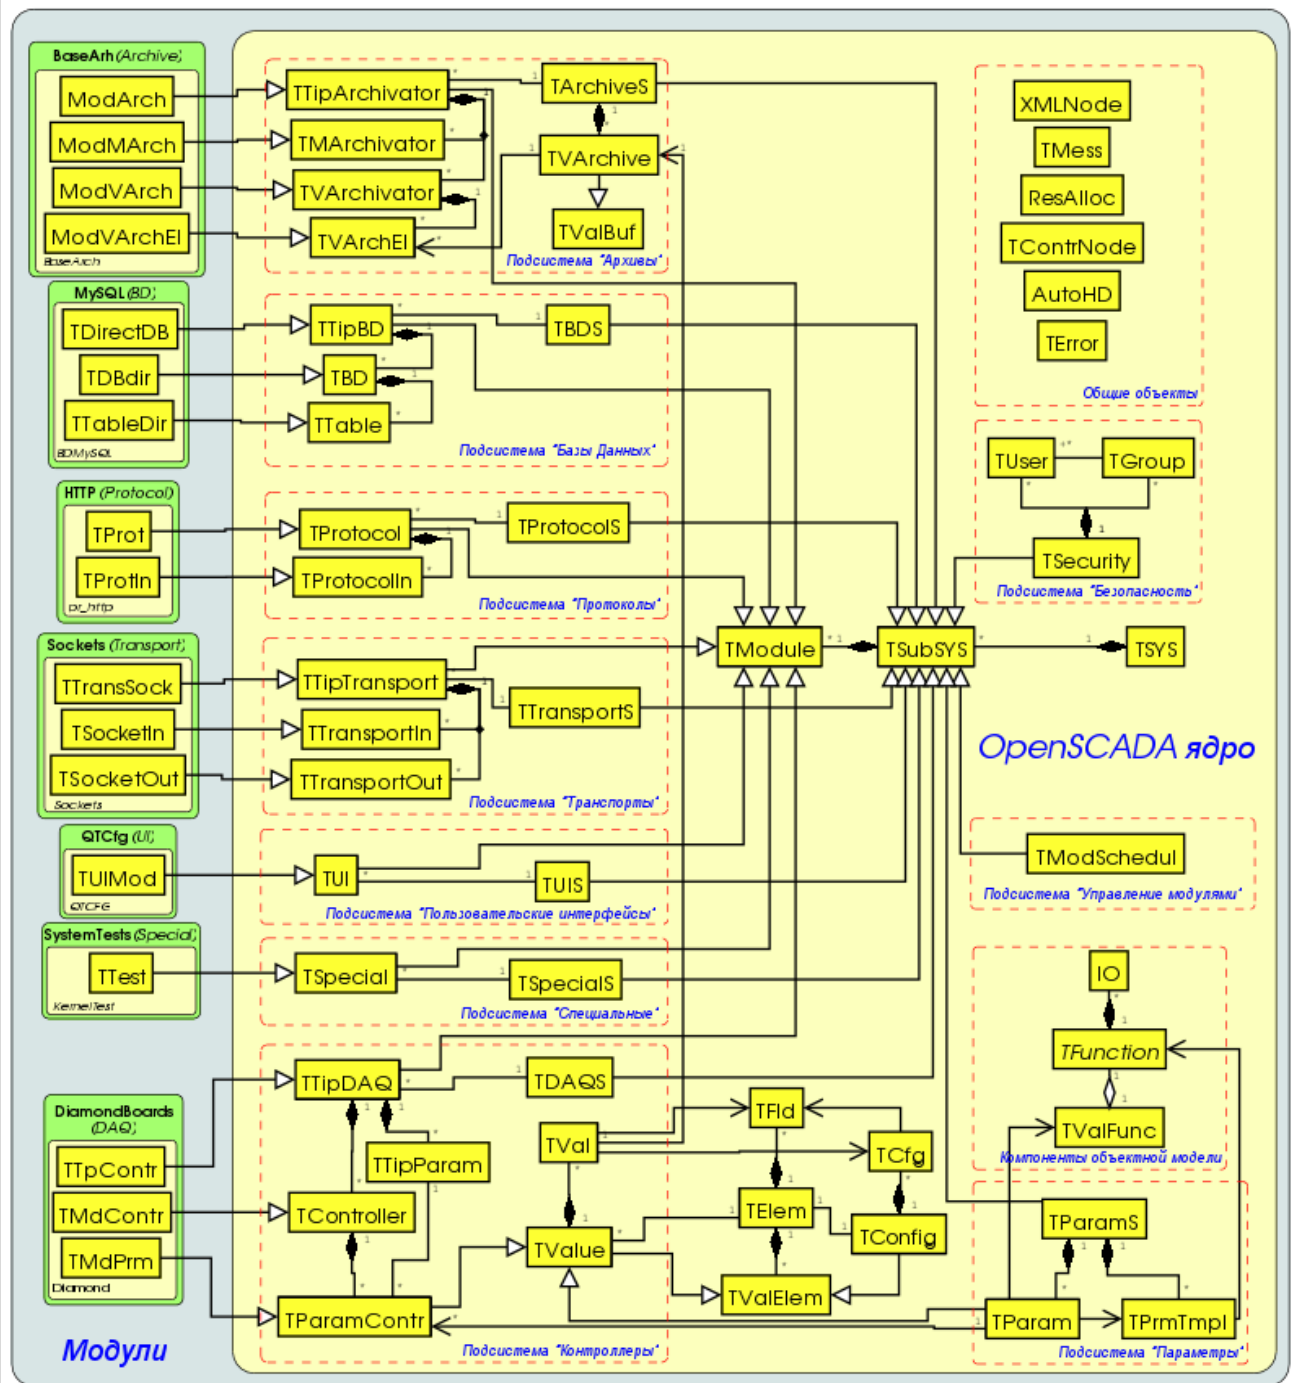 BaseArh (Archive)
ModArch
ModMArch
ModVArch
ModVArchEl
BaseArch
MySQL (BD)
TDirectDB
TDBdir
TTableDir
BDMySQL
HTTP (Protocol)
TProt
TProtIn
pr_http
Sockets (Transport)
TTransSock
TSocketIn
TSocketOut
Sockets
QTCfg (UI)
TUIMod
QTCFG
SystemTests (Special)
TTest
KernelTest
DiamondBoards
(DAQ)
TTpContr
TMdContr
TMdPrm
Diamond
Модули
TTipArchivator
TMArchivator
TVArchivator
TVArchEl
TArchiveS
TVArchive
TValBuf
Подсистема "Архивы"
TTipBD
TBD
TTable
TBDS
Подсистема "Базы Данных"
TProtocol
TProtocolIn
TProtocolS
Подсистема "Протоколы"
TTipTransport
TTransportIn
TTransportOut
TTransportS
Подсистема "Транспорты"
TUI
TUIS
Подсистема "Пользовательские интерфейсы"
TSpecial
TSpecialS
Подсистема "Специальные"
TTipDAQ
TDAQS
TTipParam
TController
TParamContr
TVal
TValue
Подсистема "Контроллеры"
TFld
TCfg
TElem
TConfig
TValElem
TModule
TSubSYS
TSYS
XMLNode
TMess
ResAlloc
TContrNode
AutoHD
TError
Общие объекты
TUser
TGroup
TSecurity
Подсистема "Безопасность"
OpenSCADA ядро
TModSchedul
Подсистема "Управление модулями"
IO
TFunction
TValFunc
Компоненты объектной модели
TParamS
TParam
TPrmTmpl
Подсистема "Параметры"